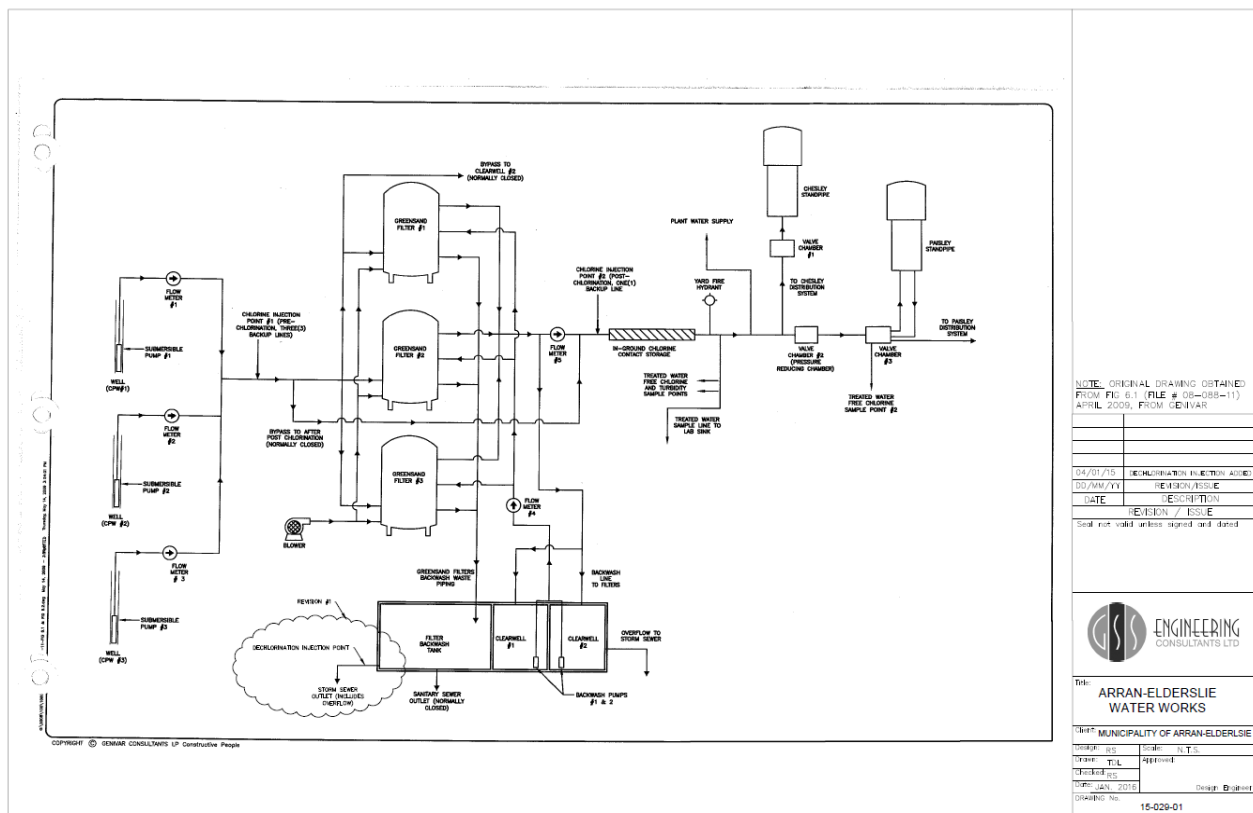 BYPASS TO
CLEARWELL #2
(NORMALLY CLOSED)
GREENSAND
FILTER #1
CHESLEY
STANDPIPE
PLANT WATER SUPPLY
VALVE
CHAMBER
#1
PAISLEY
STANDPIPE
FLOW
METER
#1
CHLORINE INJECTION
POINT #1 (PRE-
CHLORINATION, THREE(3)
BACKUP LINES)
CHLORINE INJECTION
POINT #2 (POST-
CHLORINATION, ONE(1)
BACKUP LINE)
YARD FIRE
HYDRANT
TO CHESLEY
DISTRIBUTION
SYSTEM
TO PAISLEY
DISTRIBUTION
SYSTEM
SUBMERSIBLE
PUMP #1
WELL
(CPW#1)
GREENSAND
FILTER #2
FLOW
METER
#5
IN-GROUND CHLORINE
CONTACT STORAGE
VALVE
CHAMBER #2
(PRESSURE
REDUCING CHAMBER)
VALVE
CHAMBER
#3
TREATED WATER
FREE CHLORINE
AND TURBIDITY
SAMPLE POINTS
TREATED WATER
FREE CHLORINE
SAMPLE POINT #2
TREATED WATER
SAMPLE LINE TO
LAB SINK
BYPASS TO AFTER
POST CHLORINATION
(NORMALLY CLOSED)
FLOW
METER
#2
SUBMERSIBLE
PUMP #2
WELL
(CPW #2)
GREENSAND
FILTER #3
FLOW
METER
#4
BLOWER
FLOW
METER
# 3
SUBMERSIBLE
PUMP #3
WELL
(CPW #3)
GREENSAND FILTERS
BACKWASH WASTE
PIPING
BACKWASH
LINE
TO FILTERS
REVISION #1
DECHLORINATION INJECTION POINT
FILTER
BACKWASH
TANK
CLEARWELL
#1
CLEARWELL
#2
OVERFLOW TO
STORM SEWER
STORM SEWER
OUTLET (INCLUDES
OVERFLOW)
SANITARY SEWER
OUTLET (NORMALLY
CLOSED)
BACKWASH PUMPS
#1 & 2
COPYRIGHT © GENIVAR CONSULTANTS LP Constructive People
NOTE: ORIGINAL DRAWING OBTAINED
FROM FIG 6.1 (FILE # 08-088-11)
APRIL 2009, FROM GENIVAR
04/01/15 DECHLORINATION INJECTION ADDED
DD/MM/YY REVISION/ISSUE
DATE DESCRIPTION
REVISION / ISSUE
Seal not valid unless signed and dated
GSS ENGINEERING
CONSULTANTS LTD
Title:
ARRAN-ELDERSLIE
WATER WORKS
Client: MUNICIPALITY OF ARRAN-ELDERLSIE
Design: RS Scale: N.T.S.
Drawn: TDL Approved:
Checked: RS
Date: JAN. 2016 Design Engineer
DRAWING No.
15-029-01